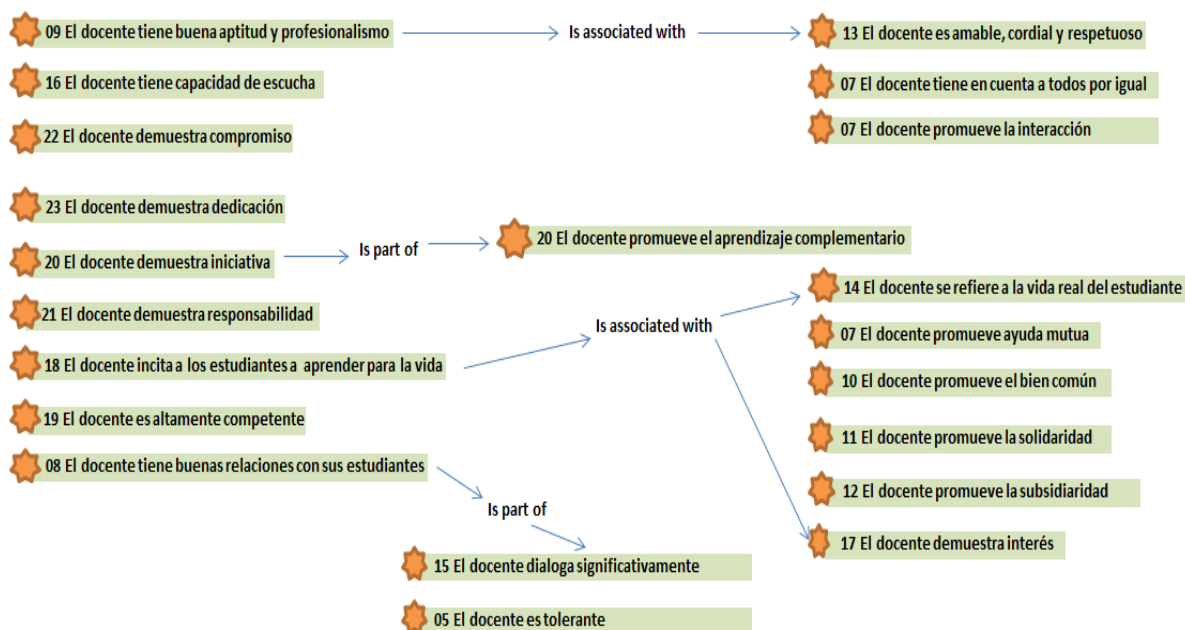 09 El docente tiene buena aptitud y profesionalismo
Is associated with
13 El docente es amable, cordial y respetuoso
16 El docente tiene capacidad de escucha
07 El docente tiene en cuenta a todos por igual
22 El docente demuestra compromiso
07 El docente promueve la interacción
23 El docente demuestra dedicación
20 El docente demuestra iniciativa
Is part of
20 El docente promueve el aprendizaje complementario
21 El docente demuestra responsabilidad
18 El docente incita a los estudiantes a aprender para la vida
Is associated with
14 El docente se refiere a la vida real del estudiante
07 El docente promueve ayuda mutua
10 El docente promueve el bien común
11 El docente promueve la solidaridad
12 El docente promueve la subsidiaridad
17 El docente demuestra interés
19 El docente es altamente competente
08 El docente tiene buenas relaciones con sus estudiantes
Is part of
15 El docente dialoga significativamente
05 El docente es tolerante